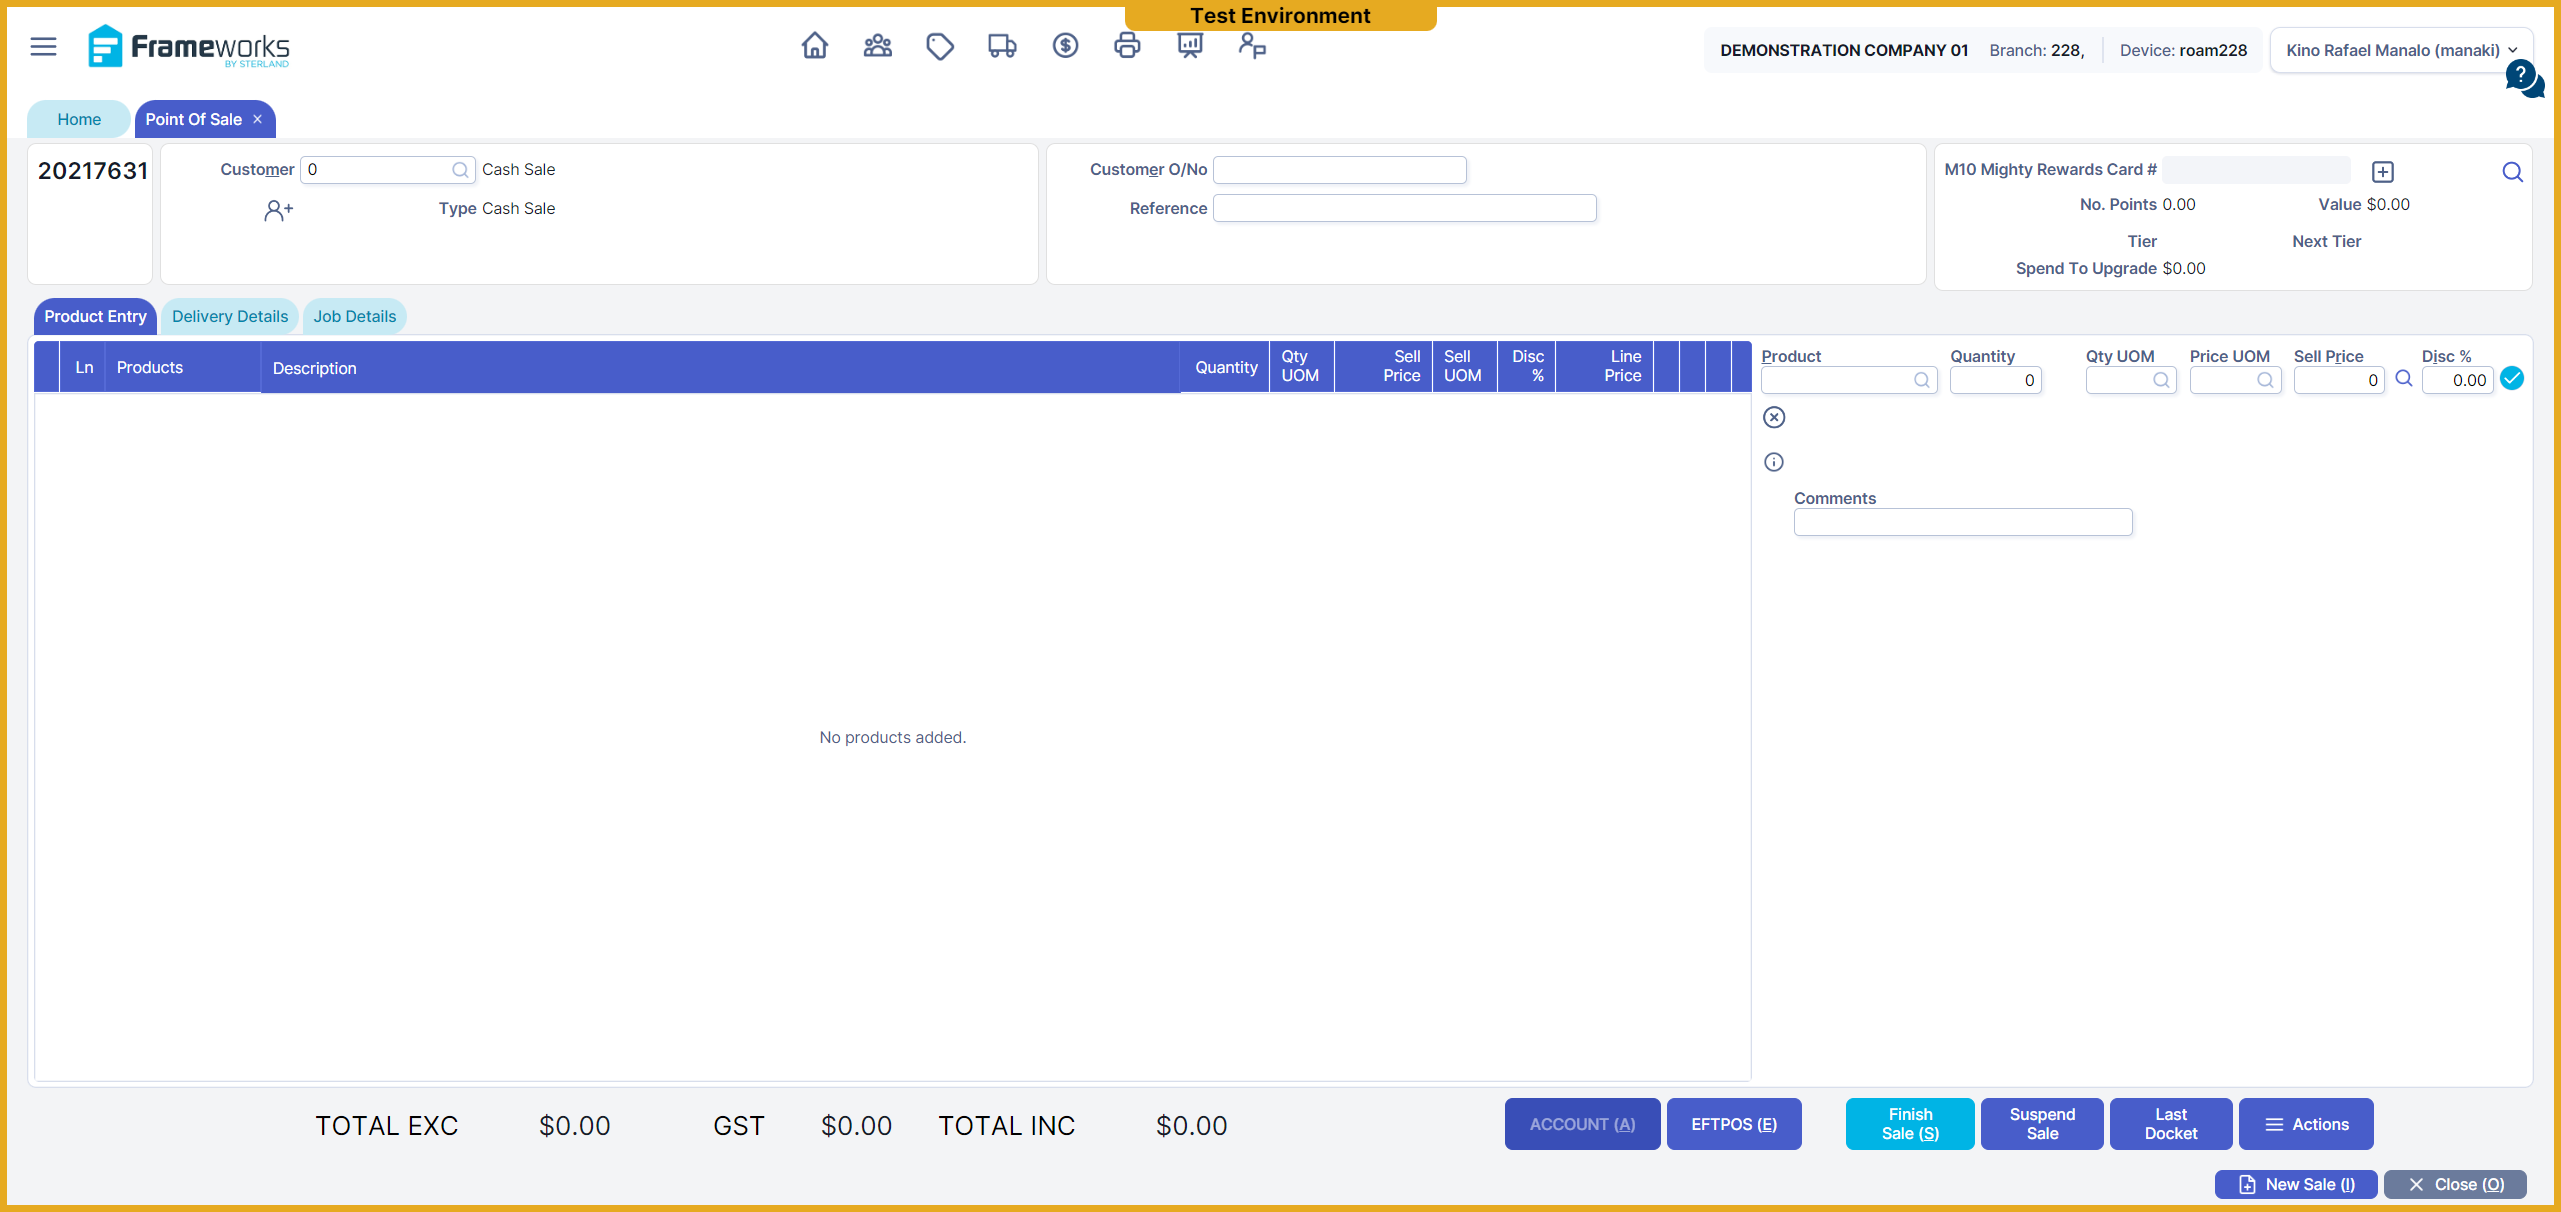 Test Environment
Frameworks
BY STERLAND
DEMONSTRATION COMPANY 01 Branch: 228, Device: roam228
Kino Rafael Manalo (manaki)
?
Home
Point Of Sale ×
20217631
Customer 0 Cash Sale
Type Cash Sale
Customer O/No
Reference
M10 Mighty Rewards Card #
No. Points 0.00 Value $0.00
Tier Next Tier
Spend To Upgrade $0.00
Product Entry
Delivery Details
Job Details
Ln Products Description Quantity Qty UOM Sell Price Sell UOM Disc % Line Price
Product Quantity Qty UOM Price UOM Sell Price Disc %
0 0 0.00
Comments
No products added.
TOTAL EXC $0.00 GST $0.00 TOTAL INC $0.00
ACCOUNT (A)
EFTPOS (E)
Finish
Sale (S)
Suspend
Sale
Last
Docket
Actions
New Sale (I)
Close (O)